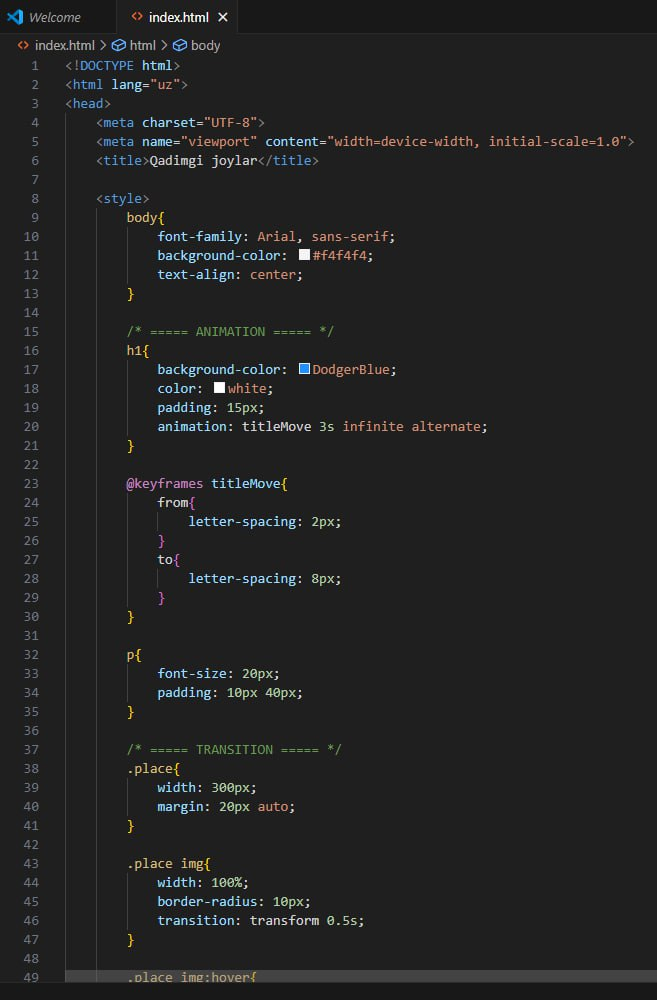 Welcome
index.html
index.html > html > body
1 <!DOCTYPE html>
2 <html lang="uz">
3 <head>
4     <meta charset="UTF-8">
5     <meta name="viewport" content="width=device-width, initial-scale=1.0">
6     <title>Qadimgi joylar</title>
7
8     <style>
9         body{
10             font-family: Arial, sans-serif;
11             background-color: #f4f4f4;
12             text-align: center;
13         }
14
15         /* ===== ANIMATION ===== */
16         h1{
17             background-color: DodgerBlue;
18             color: white;
19             padding: 15px;
20             animation: titleMove 3s infinite alternate;
21         }
22
23         @keyframes titleMove{
24             from{
25                 letter-spacing: 2px;
26             }
27             to{
28                 letter-spacing: 8px;
29             }
30         }
31
32         p{
33             font-size: 20px;
34             padding: 10px 40px;
35         }
36
37         /* ===== TRANSITION ===== */
38         .place{
39             width: 300px;
40             margin: 20px auto;
41         }
42
43         .place img{
44             width: 100%;
45             border-radius: 10px;
46             transition: transform 0.5s;
47         }
48
49         .place img:hover{